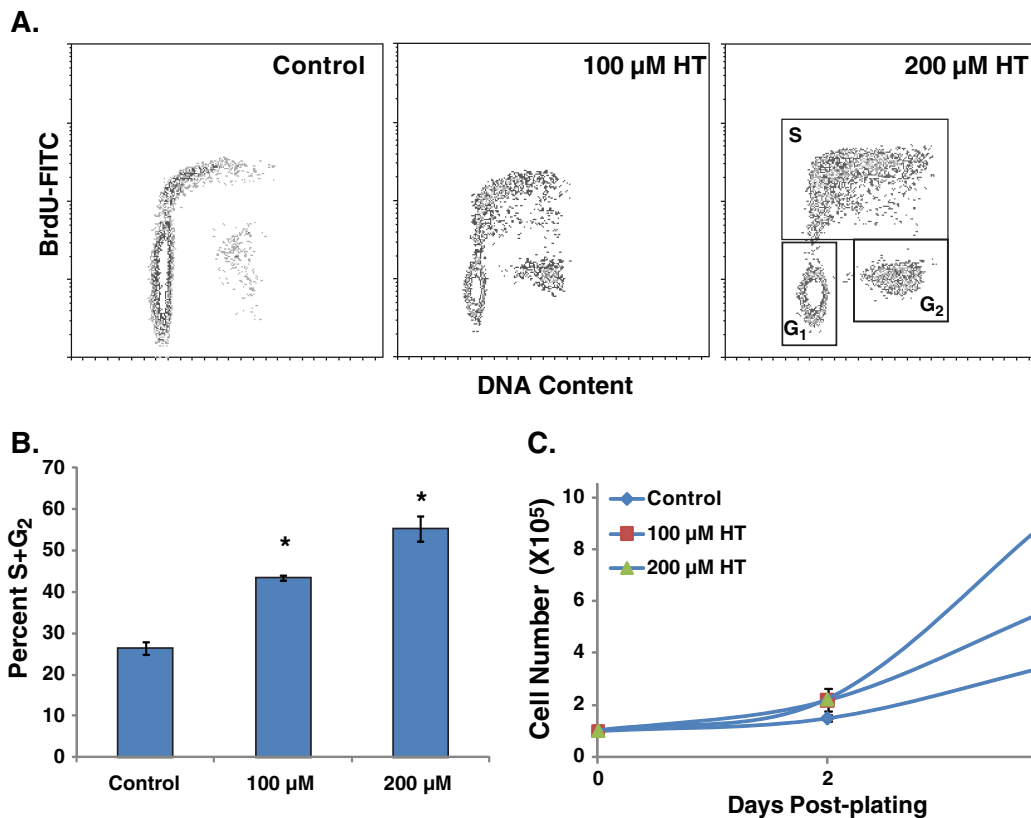 A.
Control
100 µM HT
200 µM HT
BrdU-FITC
S
G1
G2
DNA Content
B.
70
60
50
40
30
20
10
0
Percent S+G2
*
*
Control
100 µM
200 µM
C.
10
8
6
4
2
0
Cell Number (X10⁵)
Control
100 µM HT
200 µM HT
0
2
Days Post-plating